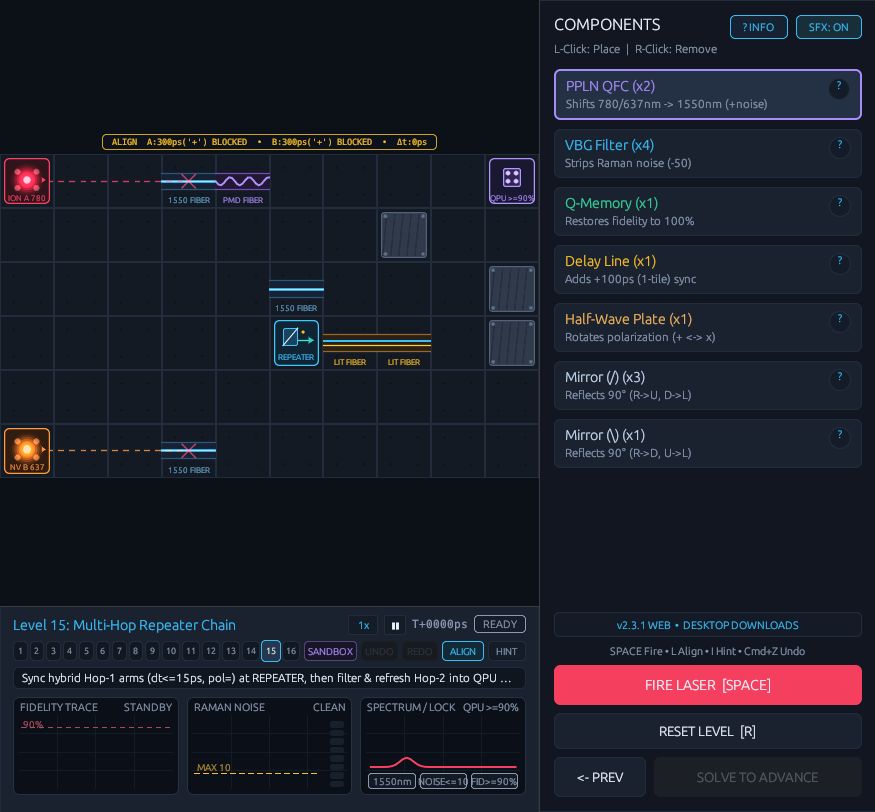 COMPONENTS
? INFO
SFX: ON
L-Click: Place | R-Click: Remove
PPLN QFC (x2)
?
Shifts 780/637nm -> 1550nm (+noise)
VBG Filter (x4)
?
Strips Raman noise (-50)
Q-Memory (x1)
?
Restores fidelity to 100%
Delay Line (x1)
?
Adds +100ps (1-tile) sync
Half-Wave Plate (x1)
?
Rotates polarization (+ <-> x)
Mirror (/) (x3)
?
Reflects 90° (R->U, D->L)
Mirror (\) (x1)
?
Reflects 90° (R->D, U->L)
ALIGN A:300ps('+') BLOCKED • B:300ps('+') BLOCKED • Δt:0ps
ION A 780
1550 FIBER
PMD FIBER
QPU >=90%
1550 FIBER
REPEATER
LIT FIBER
LIT FIBER
NV B 637
1550 FIBER
Level 15: Multi-Hop Repeater Chain
1x
T+0000ps
READY
1 2 3 4 5 6 7 8 9 10 11 12 13 14 15 16
SANDBOX
UNDO
REDO
ALIGN
HINT
Sync hybrid Hop-1 arms (dt<=15ps, pol=) at REPEATER, then filter & refresh Hop-2 into QPU ...
FIDELITY TRACE STANDBY
90%
RAMAN NOISE CLEAN
MAX 10
SPECTRUM / LOCK QPU >=90%
1550nm
NOISE<=10
FID>=90%
v2.3.1 WEB • DESKTOP DOWNLOADS
SPACE Fire • L Align • I Hint • Cmd+Z Undo
FIRE LASER [SPACE]
RESET LEVEL [R]
<- PREV
SOLVE TO ADVANCE